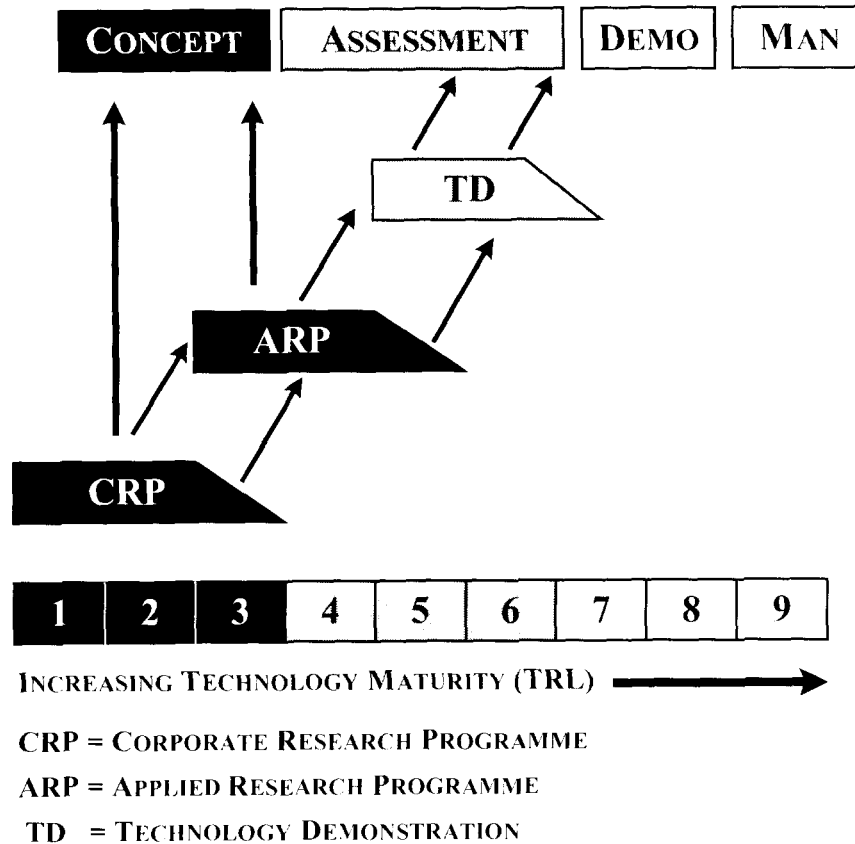 CONCEPT ASSESSMENT DEMO MAN
TD
ARP
CRP
1 2 3 4 5 6 7 8 9
INCREASING TECHNOLOGY MATURITY (TRL)
CRP = CORPORATE RESEARCH PROGRAMME
ARP = APPLIED RESEARCH PROGRAMME
TD = TECHNOLOGY DEMONSTRATION